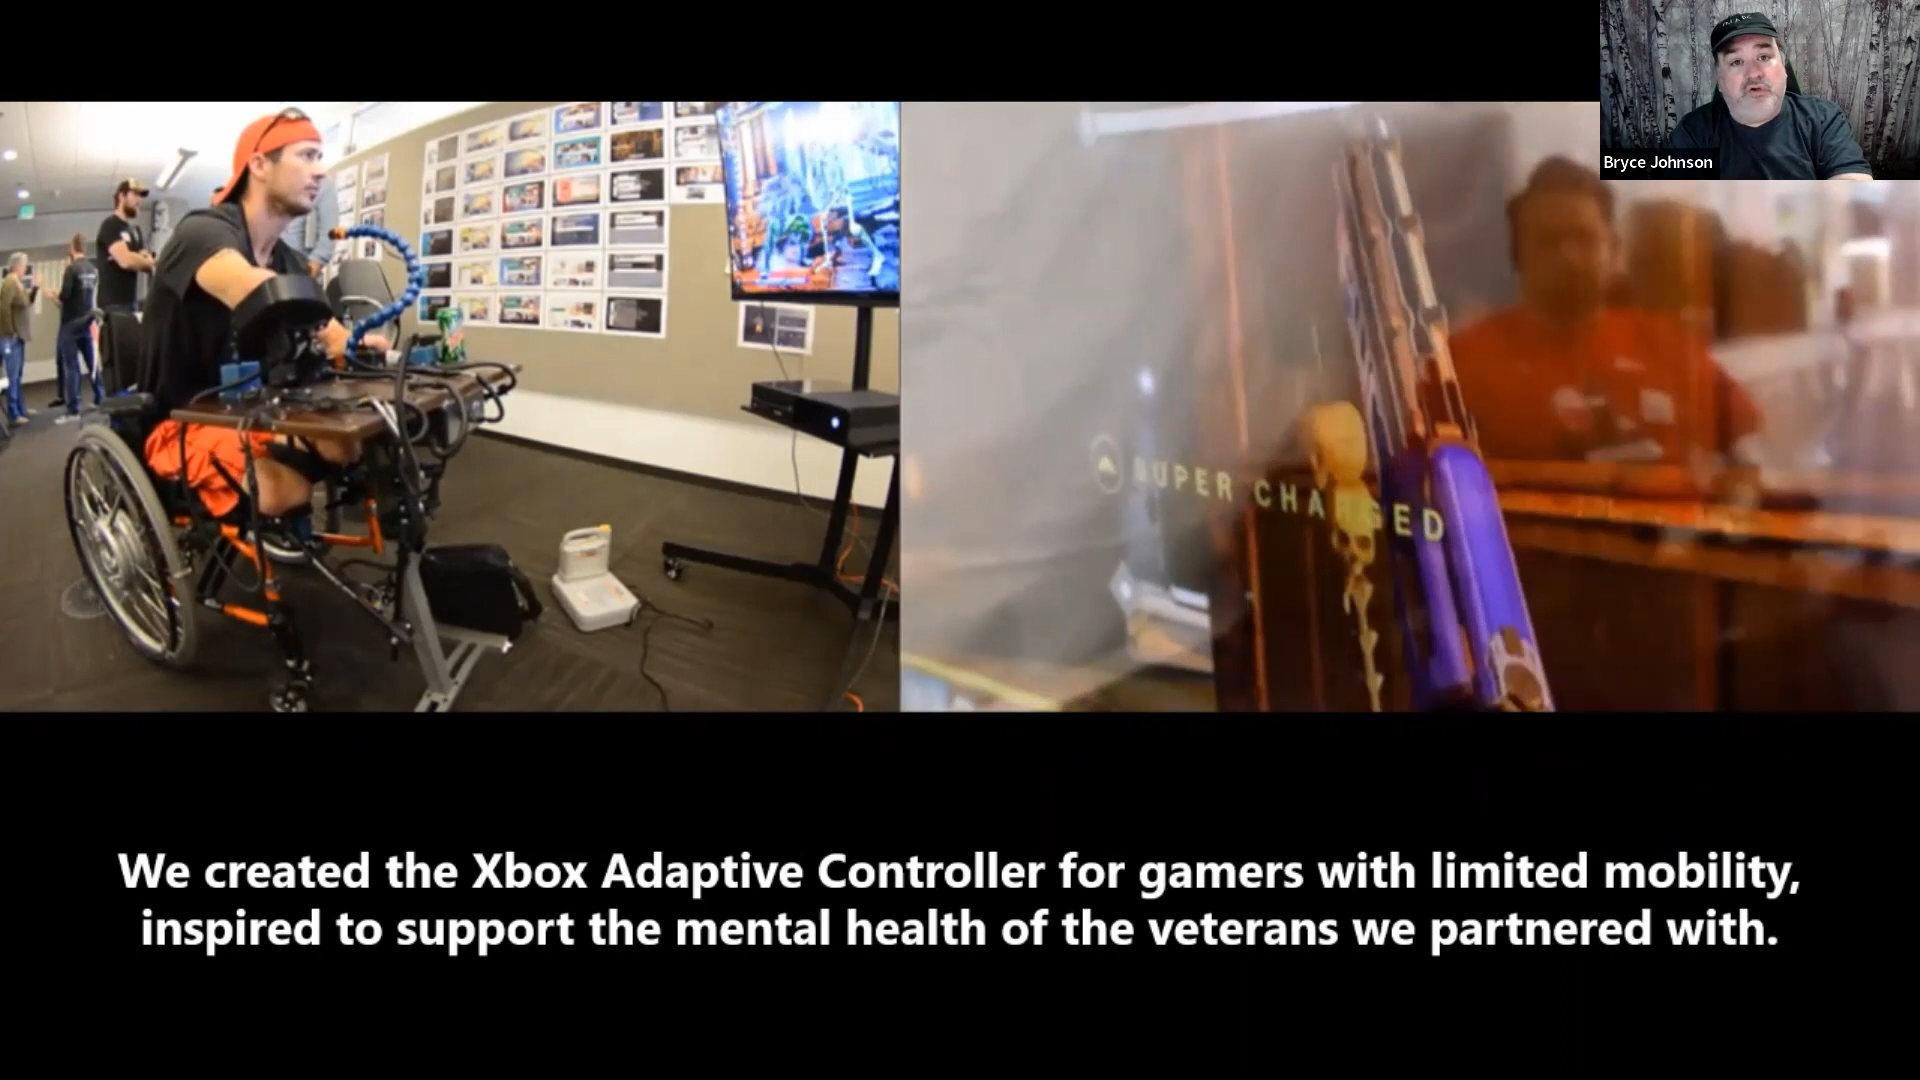 Bryce Johnson
SUPER CHARGED
We created the Xbox Adaptive Controller for gamers with limited mobility,
inspired to support the mental health of the veterans we partnered with.